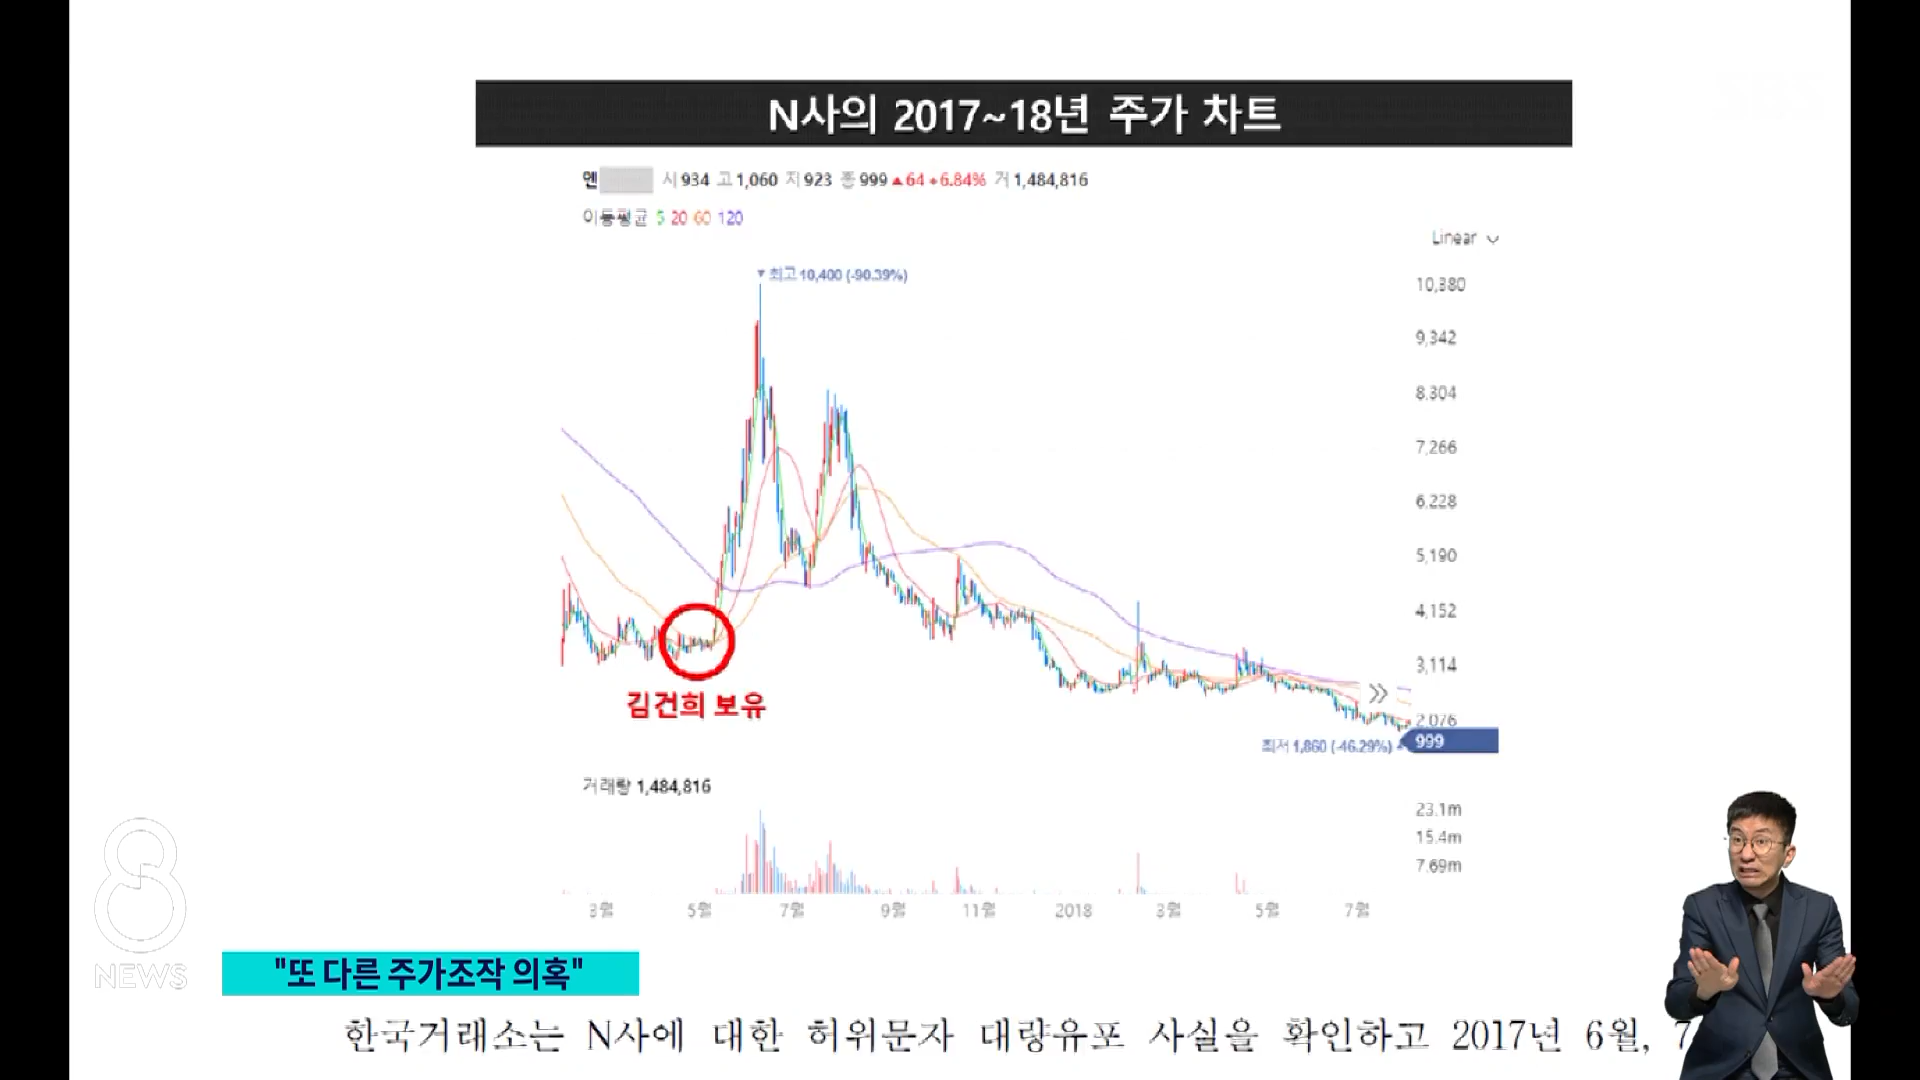 N사의 2017~18년 주가 차트
맨 시 934 고 1,060 저 923 종 999 ▲64 +6.84% 거 1,484,816
이동평균 5 20 60 120
Linear
▼최고 10,400 (-90.39%)
10,380
9,342
8,304
7,266
6,228
5,190
4,152
3,114
2,076
999
김건희 보유
최저 1,860 (-46.29%)
거래량 1,484,816
23.1m
15.4m
7.69m
3월 5월 7월 9월 11월 2018 3월 5월 7월
8
NEWS
"또 다른 주가조작 의혹"
한국거래소는 N사에 대한 허위문자 대량유포 사실을 확인하고 2017년 6월, 7